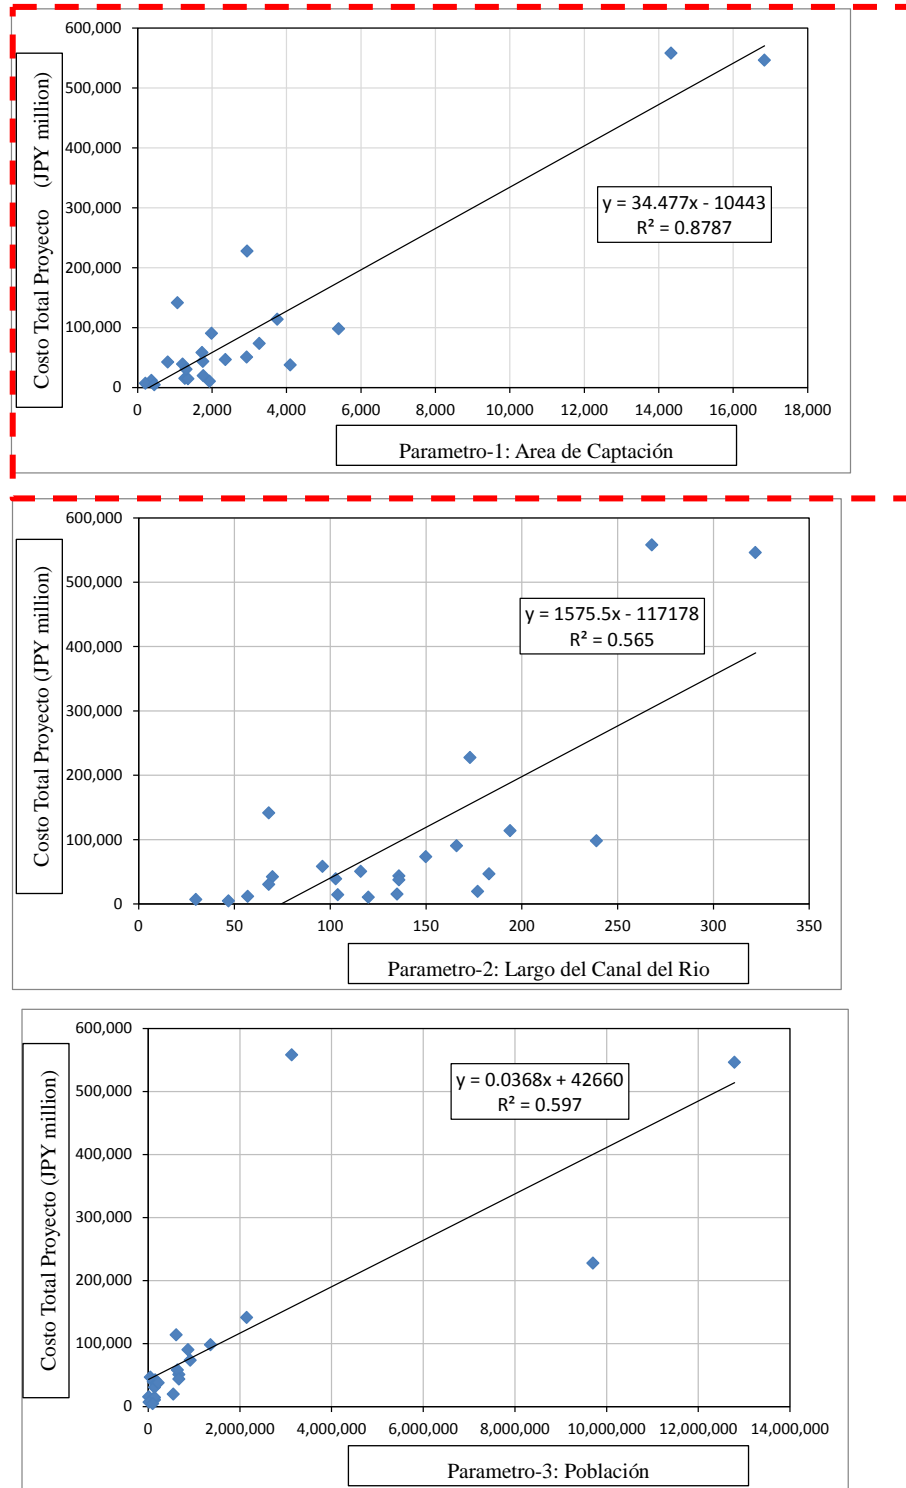 600,000
500,000
400,000
300,000
200,000
100,000
0
Costo Total Proyecto (JPY million)
y = 34.477x - 10443
R² = 0.8787
0 2,000 4,000 6,000 8,000 10,000 12,000 14,000 16,000 18,000
Parametro-1: Area de Captación
600,000
500,000
400,000
300,000
200,000
100,000
0
Costo Total Proyecto (JPY million)
y = 1575.5x - 117178
R² = 0.565
0 50 100 150 200 250 300 350
Parametro-2: Largo del Canal del Rio
600,000
500,000
400,000
300,000
200,000
100,000
0
Costo Total Proyecto (JPY million)
y = 0.0368x + 42660
R² = 0.597
0 2,000,000 4,000,000 6,000,000 8,000,000 10,000,000 12,000,000 14,000,000
Parametro-3: Población